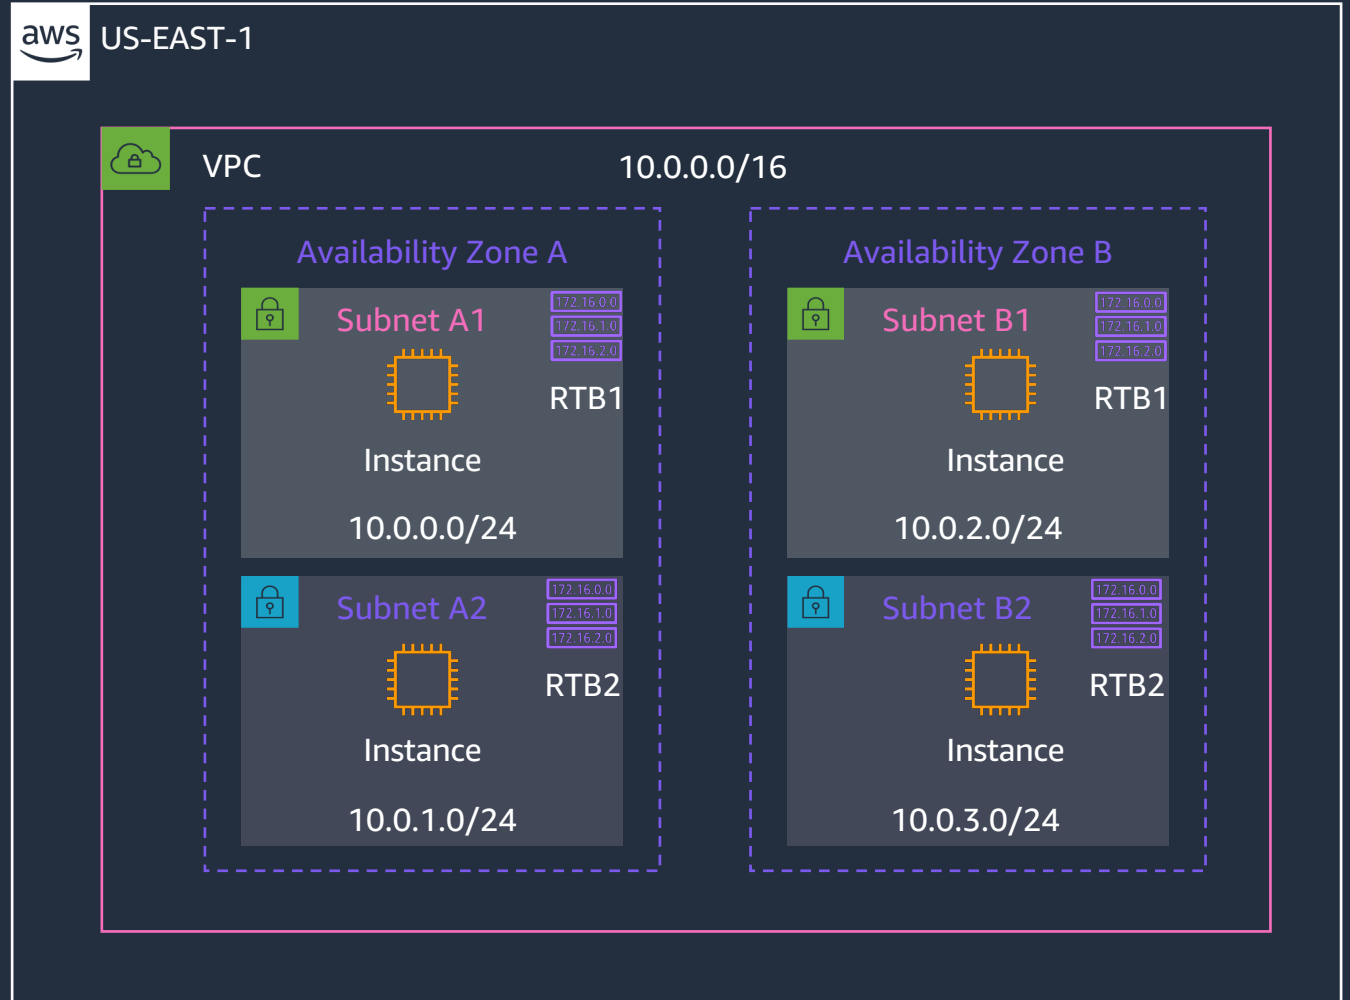 aws US-EAST-1
VPC 10.0.0.0/16
Availability Zone A
Subnet A1
172.16.0.0
172.16.1.0
172.16.2.0
RTB1
Instance
10.0.0.0/24
Subnet A2
172.16.0.0
172.16.1.0
172.16.2.0
RTB2
Instance
10.0.1.0/24
Availability Zone B
Subnet B1
172.16.0.0
172.16.1.0
172.16.2.0
RTB1
Instance
10.0.2.0/24
Subnet B2
172.16.0.0
172.16.1.0
172.16.2.0
RTB2
Instance
10.0.3.0/24